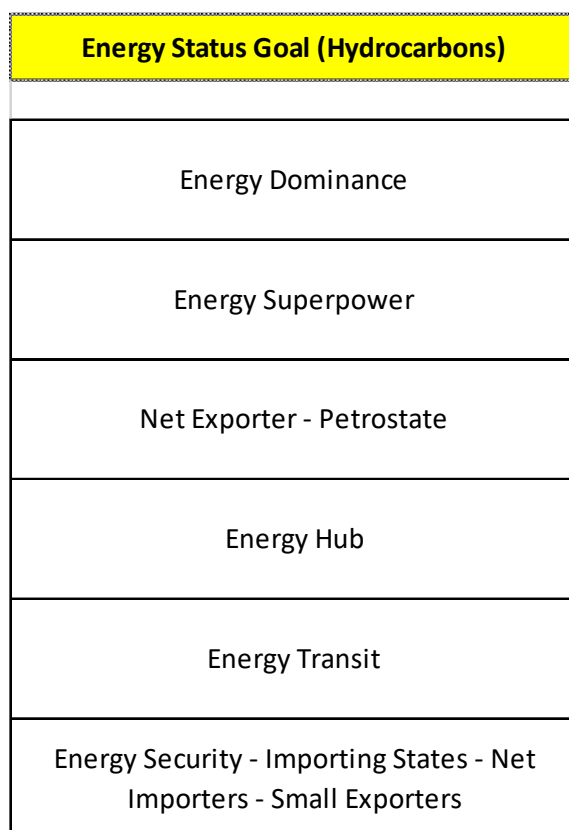 Energy Status Goal (Hydrocarbons)
Energy Dominance
Energy Superpower
Net Exporter - Petrostate
Energy Hub
Energy Transit
Energy Security - Importing States - Net
Importers - Small Exporters